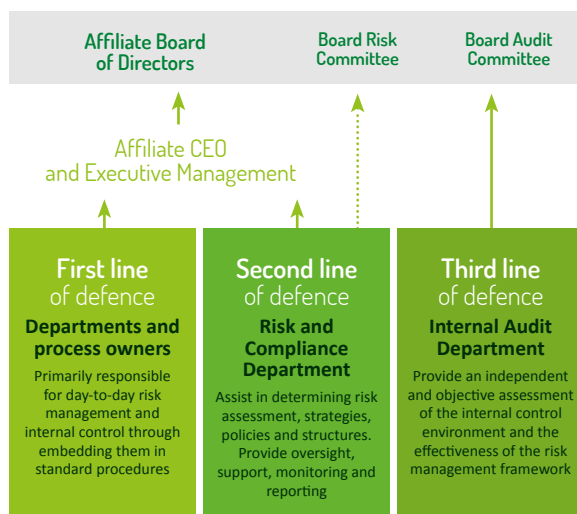 Affiliate Board
of Directors
Board Risk
Committee
Board Audit
Committee
Affiliate CEO
and Executive Management
First line
of defence
Departments and
process owners
Primarily responsible
for day-to-day risk
management and
internal control through
embedding them in
standard procedures
Second line
of defence
Risk and
Compliance
Department
Assist in determining risk
assessment, strategies,
policies and structures.
Provide oversight,
support, monitoring and
reporting
Third line
of defence
Internal Audit
Department
Provide an independent
and objective assessment
of the internal control
environment and the
effectiveness of the risk
management framework